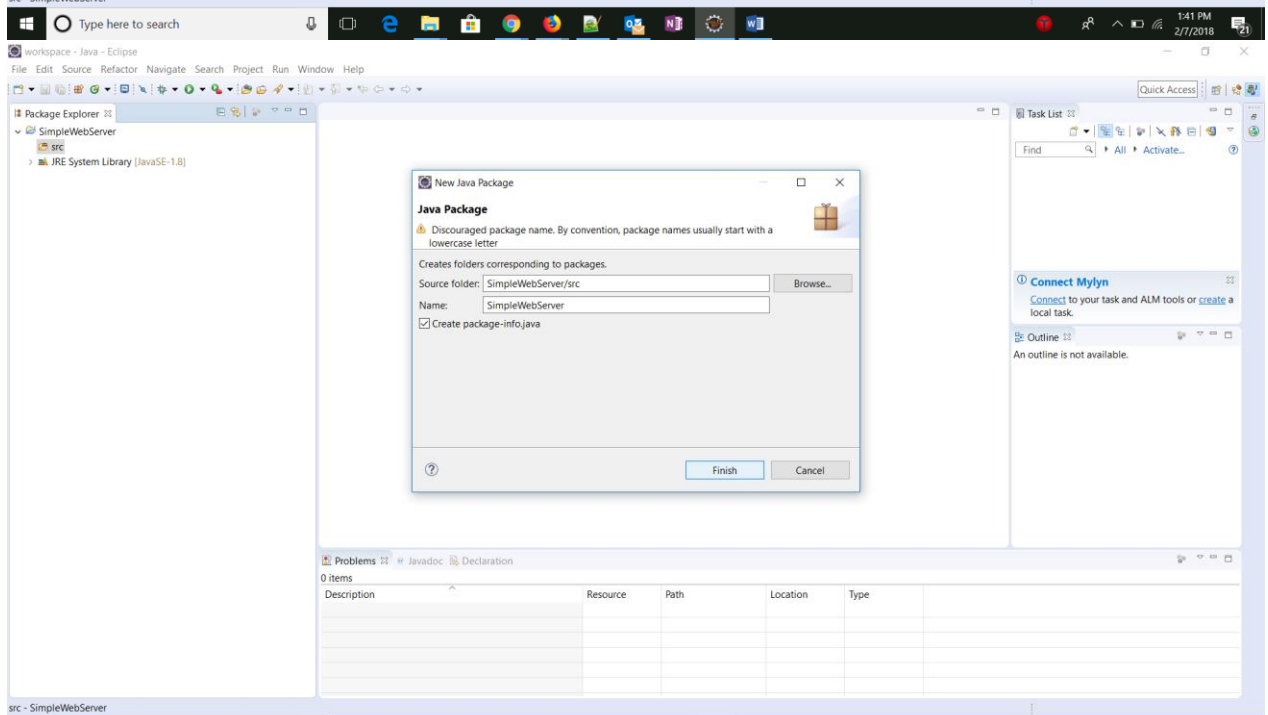 src - SimpleWebServer
Type here to search
1:41 PM
2/7/2018
21
workspace - Java - Eclipse
File Edit Source Refactor Navigate Search Project Run Window Help
Quick Access
Package Explorer
SimpleWebServer
src
JRE System Library [JavaSE-1.8]
New Java Package
Java Package
Discouraged package name. By convention, package names usually start with a
lowercase letter
Creates folders corresponding to packages.
Source folder: SimpleWebServer/src Browse...
Name: SimpleWebServer
Create package-info.java
Finish Cancel
Task List
Find All Activate...
Connect Mylyn
Connect to your task and ALM tools or create a
local task.
Outline
An outline is not available.
Problems Javadoc Declaration
0 items
Description Resource Path Location Type
src - SimpleWebServer